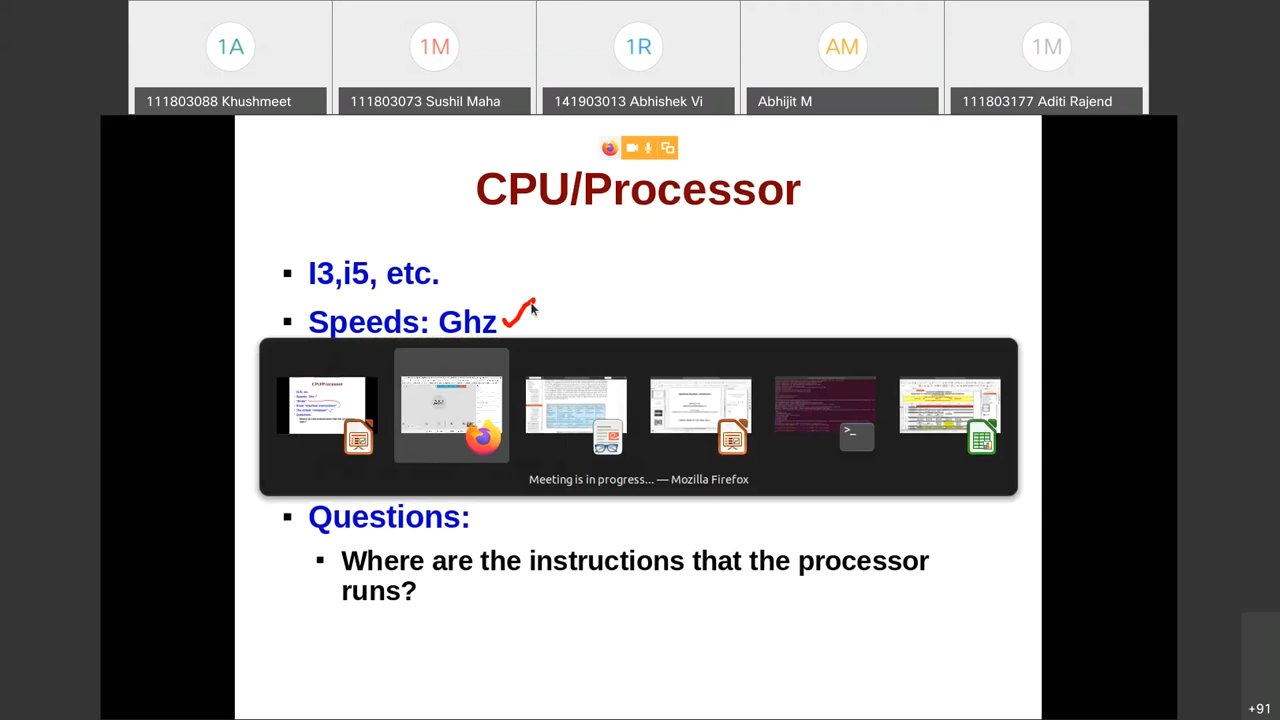 1A
1M
1R
AM
1M
111803088 Khushmeet
111803073 Sushil Maha
141903013 Abhishek Vi
Abhijit M
111803177 Aditi Rajend
CPU/Processor
I3,i5, etc.
Speeds: Ghz
CPU/Processor
>_
Meeting is in progress... — Mozilla Firefox
Questions:
Where are the instructions that the processor
runs?
+91